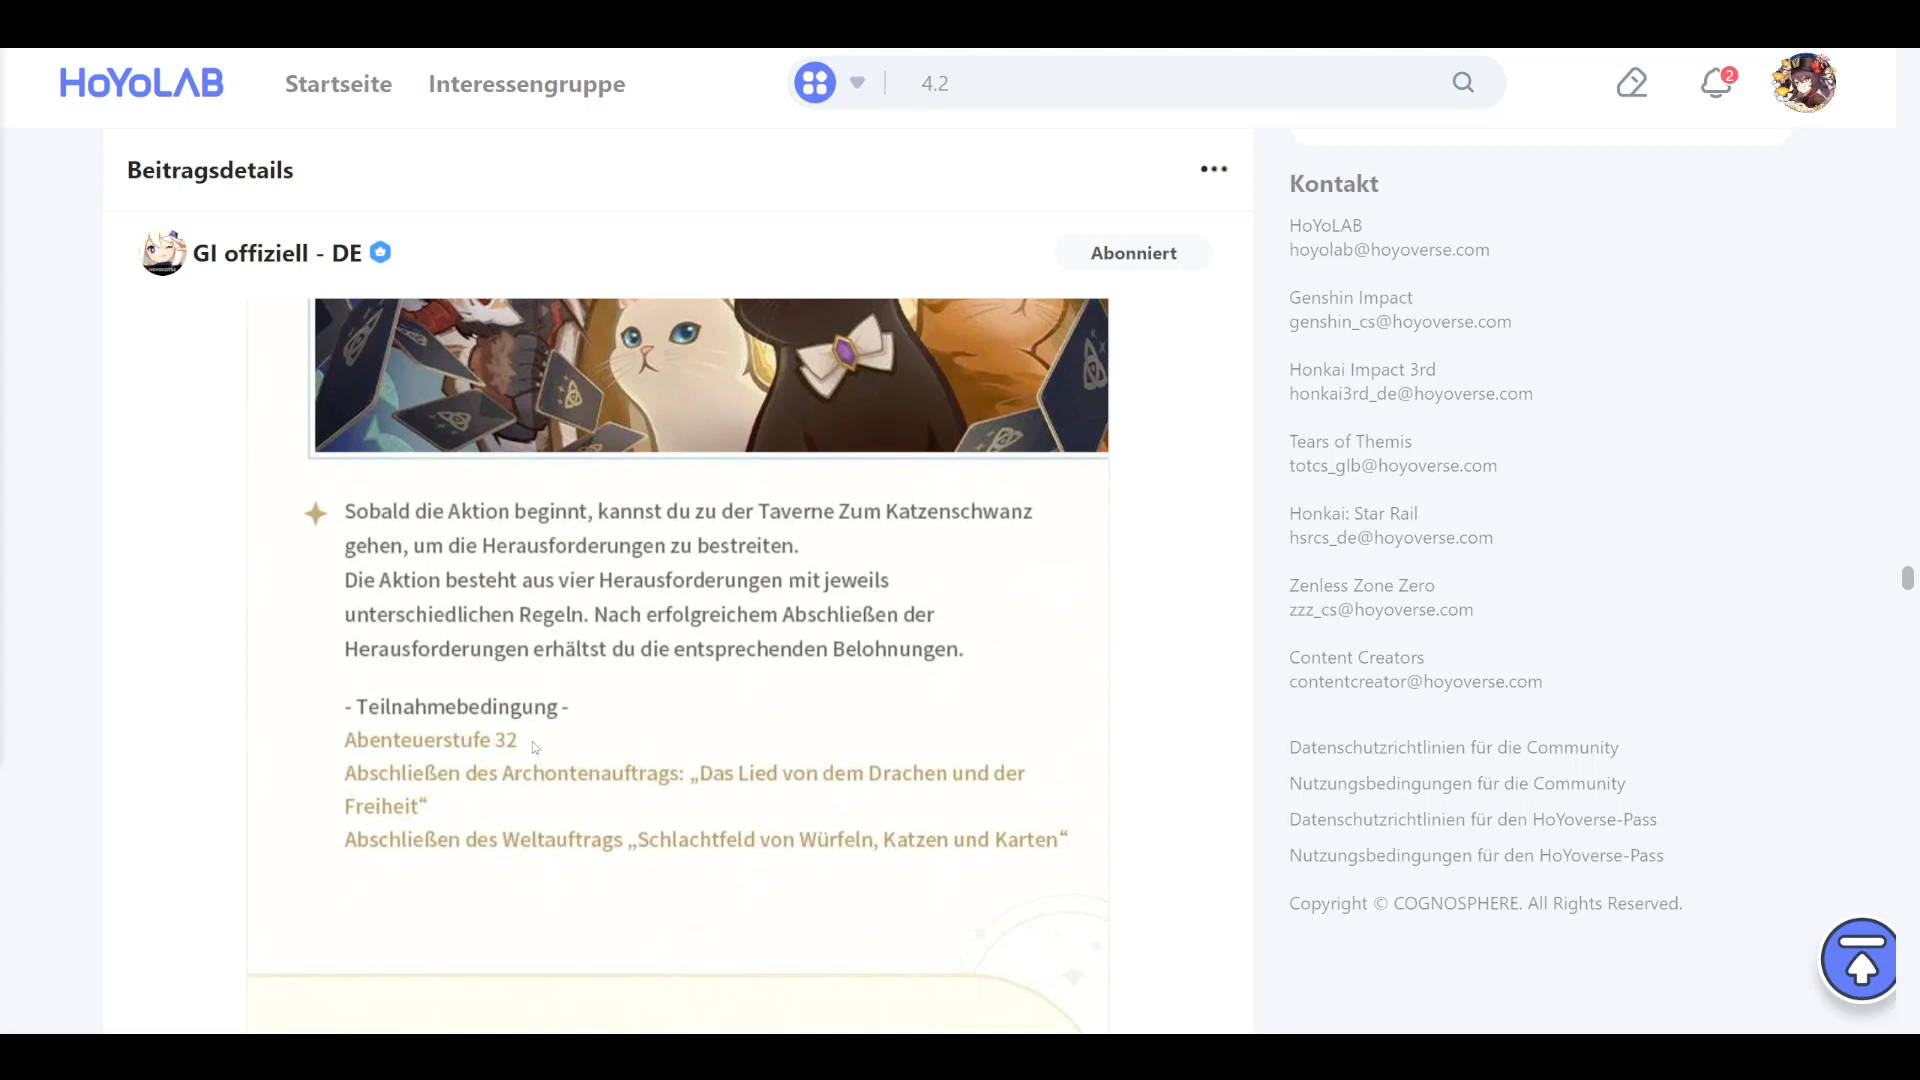 HoYoLAB
Startseite
Interessengruppe
4.2
2
Beitragsdetails
GI offiziell - DE
Abonniert
Sobald die Aktion beginnt, kannst du zu der Taverne Zum Katzenschwanz
gehen, um die Herausforderungen zu bestreiten.
Die Aktion besteht aus vier Herausforderungen mit jeweils
unterschiedlichen Regeln. Nach erfolgreichem Abschließen der
Herausforderungen erhältst du die entsprechenden Belohnungen.
- Teilnahmebedingung -
Abenteuerstufe 32
Abschließen des Archontenauftrags: „Das Lied von dem Drachen und der
Freiheit“
Abschließen des Weltauftrags „Schlachtfeld von Würfeln, Katzen und Karten“
Kontakt
HoYoLAB
hoyolab@hoyoverse.com
Genshin Impact
genshin_cs@hoyoverse.com
Honkai Impact 3rd
honkai3rd_de@hoyoverse.com
Tears of Themis
totcs_glb@hoyoverse.com
Honkai: Star Rail
hsrcs_de@hoyoverse.com
Zenless Zone Zero
zzz_cs@hoyoverse.com
Content Creators
contentcreator@hoyoverse.com
Datenschutzrichtlinien für die Community
Nutzungsbedingungen für die Community
Datenschutzrichtlinien für den HoYoverse-Pass
Nutzungsbedingungen für den HoYoverse-Pass
Copyright © COGNOSPHERE. All Rights Reserved.